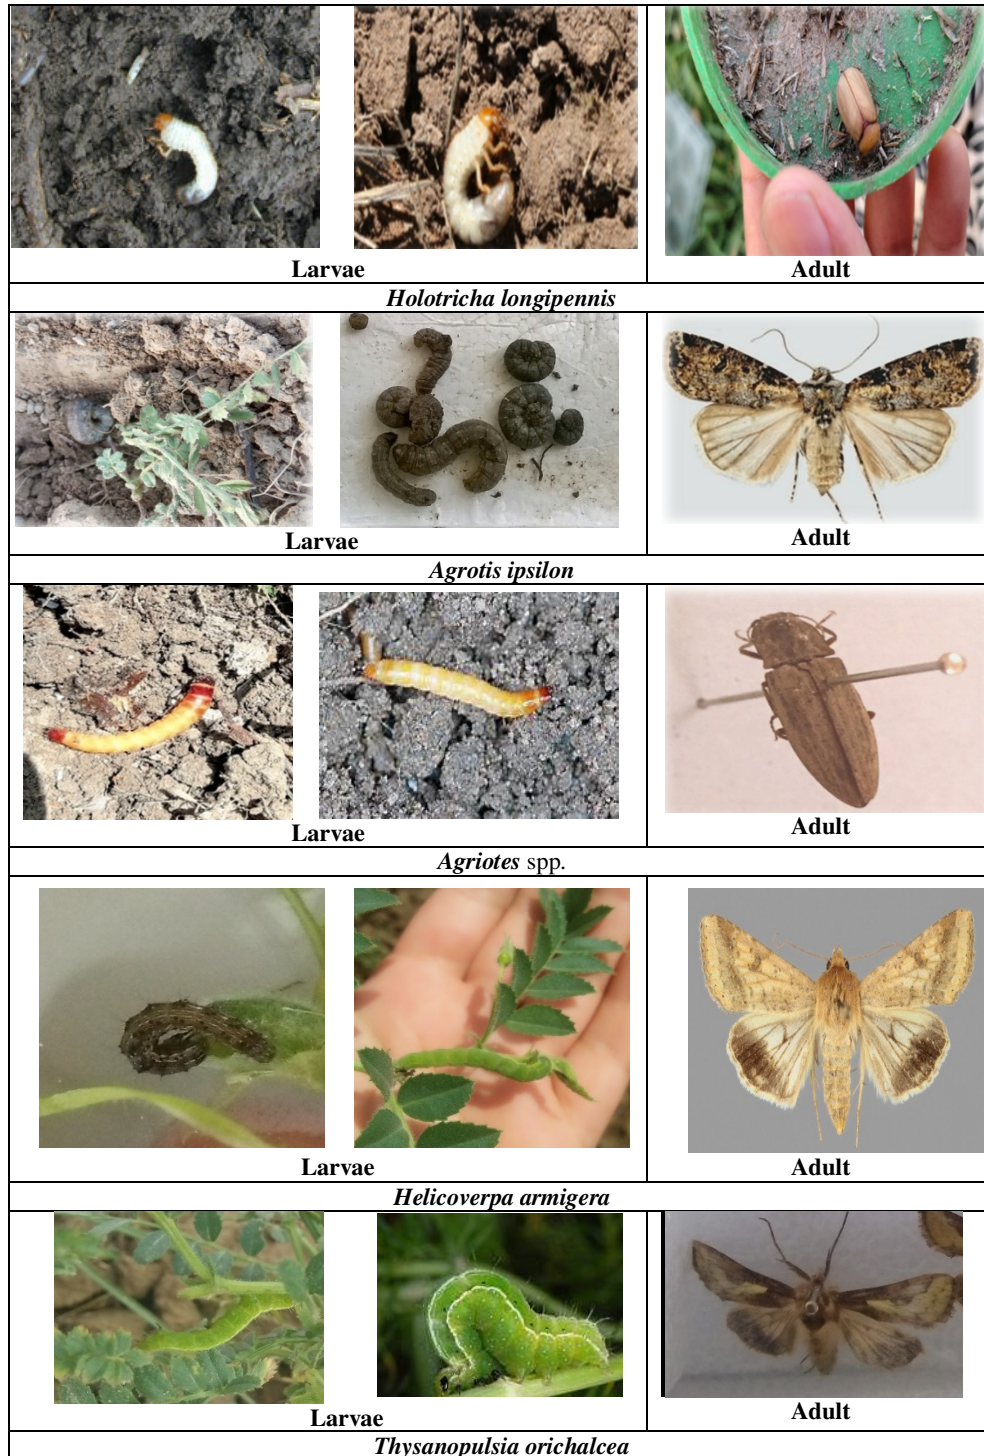 Larvae Adult
Holotricha longipennis
Larvae Adult
Agrotis ipsilon
Larvae Adult
Agriotes spp.
Larvae Adult
Helicoverpa armigera
Larvae Adult
Thysanopulsia orichalcea